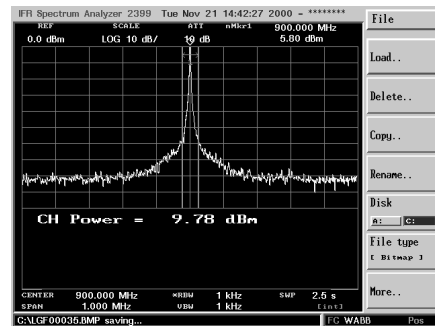 IFR Spectrum Analyzer 2399 Tue Nov 21 14:42:27 2000 - ********
REF SCALE ATT nMkr1 900.000 MHz
0.0 dBm LOG 10 dB/ 10 dB 5.80 dBm
CH Power = 9.78 dBm
CENTER 900.000 MHz *RBW 1 kHz SWP 2.5 s
SPAN 1.000 MHz VBW 1 kHz [int]
C:\LGF00035.BMP saving... FC WABB Pos
File
Load..
Delete..
Copy..
Rename..
Disk
A: C:
File type
[ Bitmap ]
More..